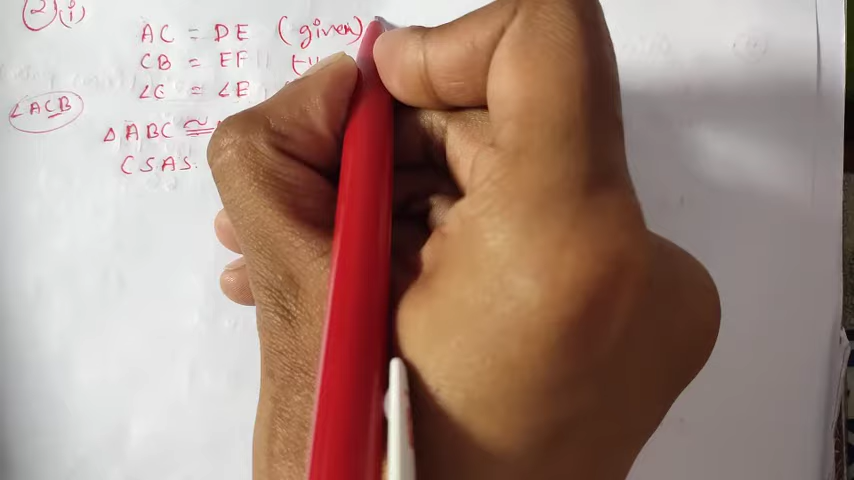 2 (i)
AC = DE (given)
CB = EF
∠C = ∠E
∠ACB
△ABC ≅
(SAS.